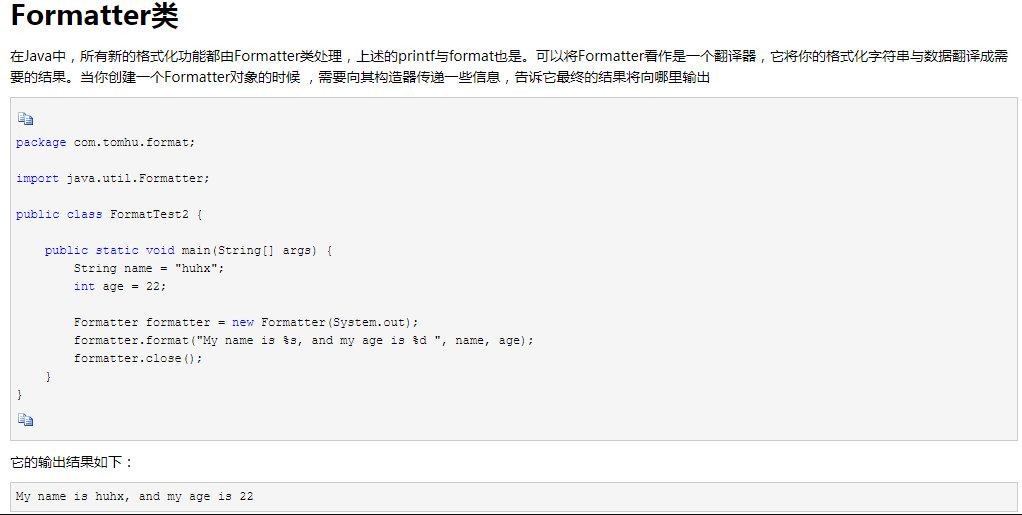 Formatter类
在Java中，所有新的格式化功能都由Formatter类处理，上述的printf与format也是。可以将Formatter看作是一个翻译器，它将你的格式化字符串与数据翻译成需
要的结果。当你创建一个Formatter对象的时候 ，需要向其构造器传递一些信息，告诉它最终的结果将向哪里输出
package com.tomhu.format;
import java.util.Formatter;
public class FormatTest2 {
    public static void main(String[] args) {
        String name = "huhx";
        int age = 22;
        Formatter formatter = new Formatter(System.out);
        formatter.format("My name is %s, and my age is %d ", name, age);
        formatter.close();
    }
}
它的输出结果如下：
My name is huhx, and my age is 22